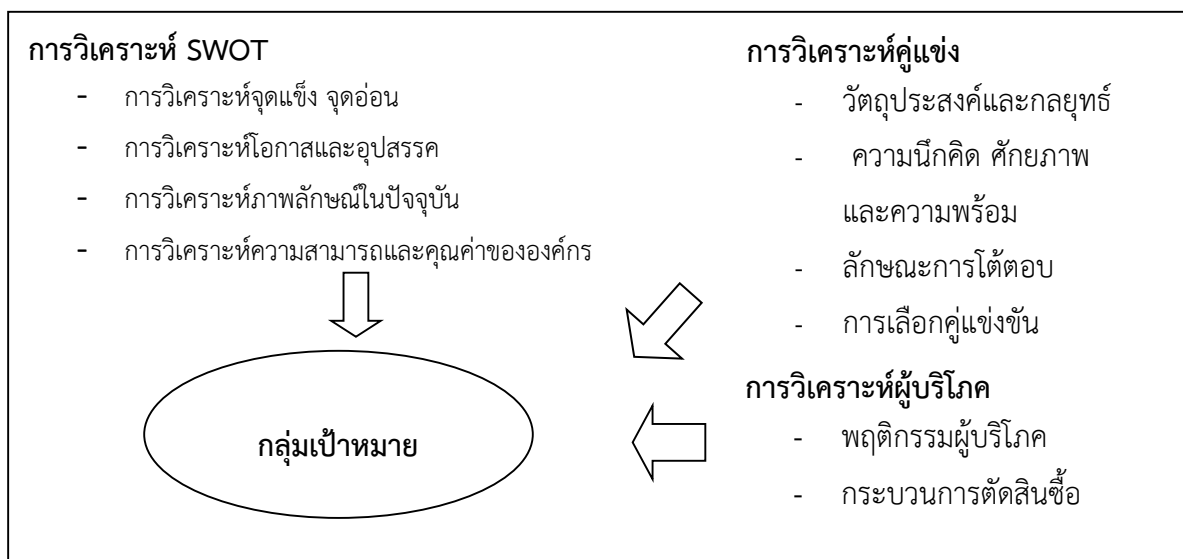 การวิเคราะห์ SWOT
- การวิเคราะห์จุดแข็ง จุดอ่อน
- การวิเคราะห์โอกาสและอุปสรรค
- การวิเคราะห์ภาพลักษณ์ในปัจจุบัน
- การวิเคราะห์ความสามารถและคุณค่าขององค์กร
กลุ่มเป้าหมาย
การวิเคราะห์คู่แข่ง
- วัตถุประสงค์และกลยุทธ์
- ความนึกคิด ศักยภาพ
และความพร้อม
- ลักษณะการโต้ตอบ
- การเลือกคู่แข่งขัน
การวิเคราะห์ผู้บริโภค
- พฤติกรรมผู้บริโภค
- กระบวนการตัดสินซื้อ